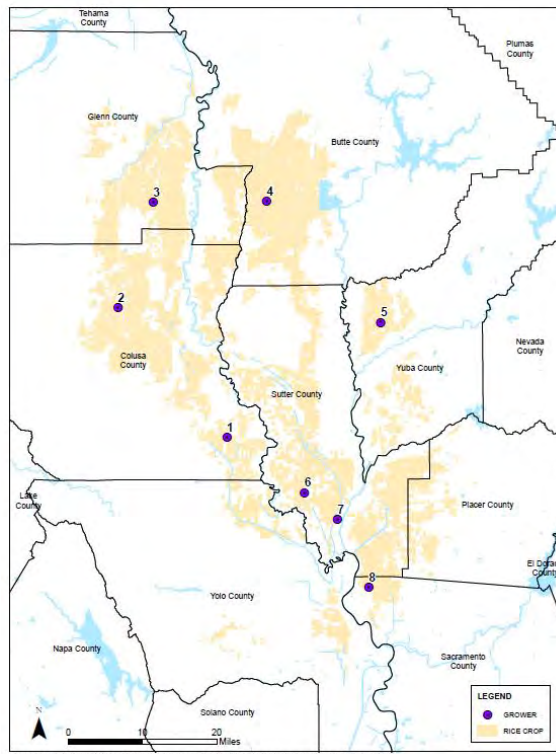 Tehama
County
Plumas
County
Glenn County
Butte County
3
4
2
5
Colusa
County
Nevada
County
Yuba County
Sutter County
1
6
7
Lake
County
Placer County
El Dorado
County
8
Yolo County
Napa County
Sacramento
County
Solano County
N
0 10 20
Miles
LEGEND
GROWER
RICE CROP